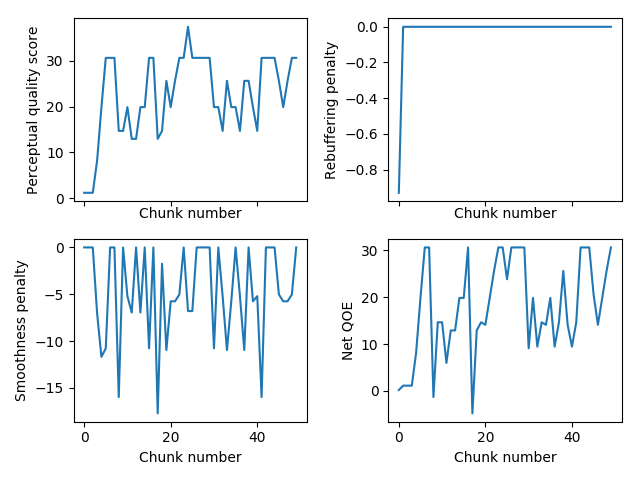 Perceptual quality score
30
20
10
0
Chunk number
Rebuffering penalty
0.0
−0.2
−0.4
−0.6
−0.8
Chunk number
Smoothness penalty
0
−5
−10
−15
0
20
40
Chunk number
Net QOE
30
20
10
0
0
20
40
Chunk number